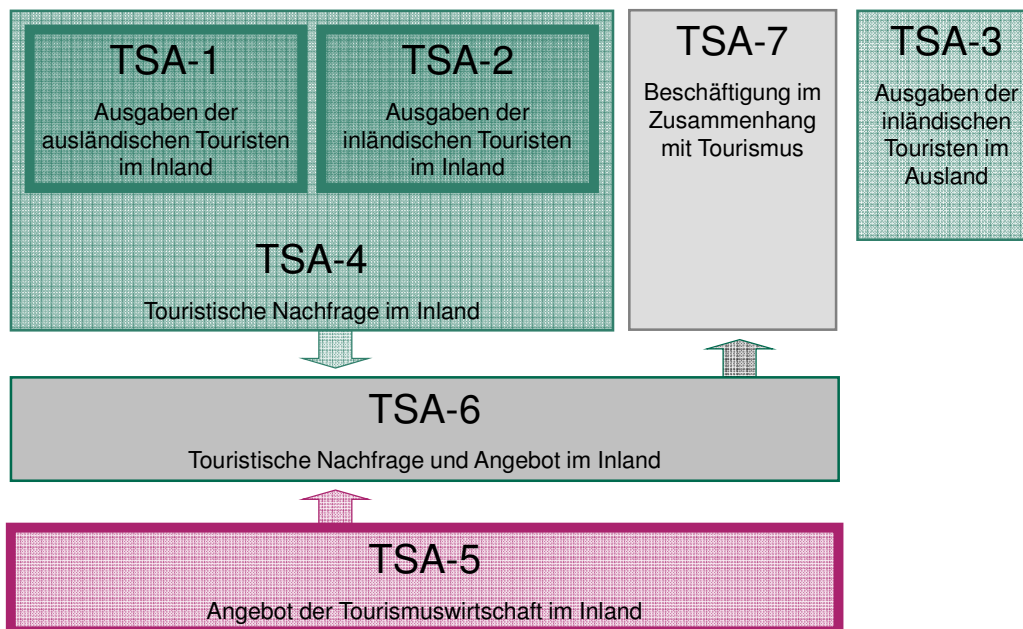 TSA-1
Ausgaben der
ausländischen Touristen
im Inland
TSA-2
Ausgaben der
inländischen Touristen
im Inland
TSA-4
Touristische Nachfrage im Inland
TSA-7
Beschäftigung im
Zusammenhang
mit Tourismus
TSA-3
Ausgaben der
inländischen
Touristen im
Ausland
TSA-6
Touristische Nachfrage und Angebot im Inland
TSA-5
Angebot der Tourismuswirtschaft im Inland